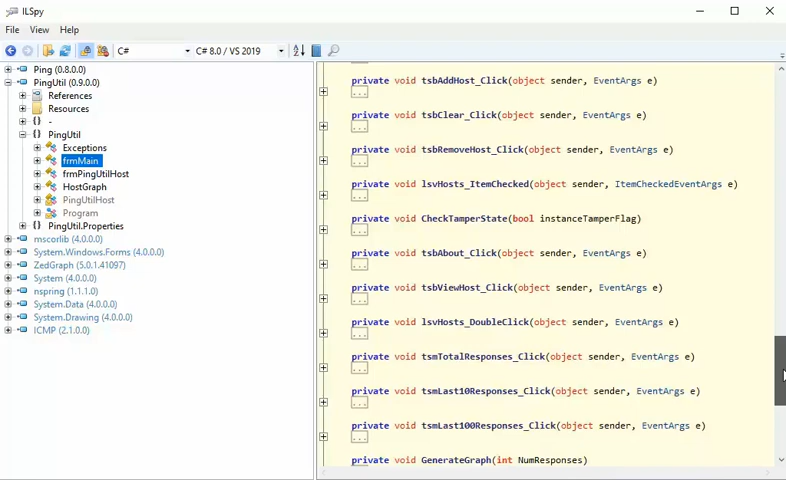 ILSpy
File View Help
C# C# 8.0 / VS 2019
Ping (0.8.0.0)
PingUtil (0.9.0.0)
References
Resources
{ } -
{ } PingUtil
Exceptions
frmMain
frmPingUtilHost
HostGraph
PingUtilHost
Program
{ } PingUtil.Properties
mscorlib (4.0.0.0)
System.Windows.Forms (4.0.0.0)
ZedGraph (5.0.1.41097)
System (4.0.0.0)
nspring (1.1.1.0)
System.Data (4.0.0.0)
System.Drawing (4.0.0.0)
ICMP (2.1.0.0)
private void tsbAddHost_Click(object sender, EventArgs e)
...
private void tsbClear_Click(object sender, EventArgs e)
...
private void tsbRemoveHost_Click(object sender, EventArgs e)
...
private void lsvHosts_ItemChecked(object sender, ItemCheckedEventArgs e)
...
private void CheckTamperState(bool instanceTamperFlag)
...
private void tsbAbout_Click(object sender, EventArgs e)
...
private void tsbViewHost_Click(object sender, EventArgs e)
...
private void lsvHosts_DoubleClick(object sender, EventArgs e)
...
private void tsmTotalResponses_Click(object sender, EventArgs e)
...
private void tsmLast10Responses_Click(object sender, EventArgs e)
...
private void tsmLast100Responses_Click(object sender, EventArgs e)
...
private void GenerateGraph(int NumResponses)